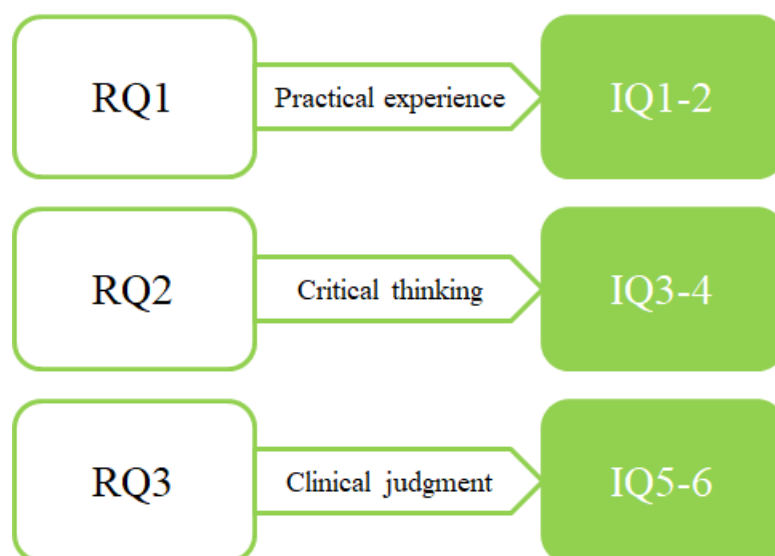 RQ1
Practical experience
IQ1-2
RQ2
Critical thinking
IQ3-4
RQ3
Clinical judgment
IQ5-6